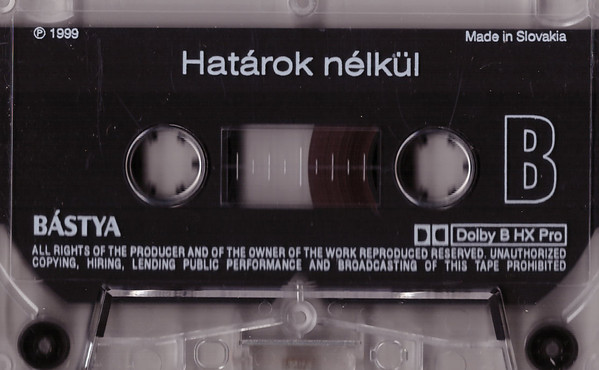 ℗ 1999
Made in Slovakia
Határok nélkül
B
BÁSTYA
Dolby B HX Pro
ALL RIGHTS OF THE PRODUCER AND OF THE OWNER OF THE WORK REPRODUCED RESERVED. UNAUTHORIZED
COPYING, HIRING, LENDING PUBLIC PERFORMANCE AND BROADCASTING OF THIS TAPE PROHIBITED